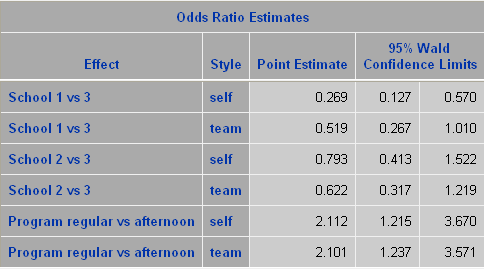 Odds Ratio Estimates
Effect Style Point Estimate 95% Wald Confidence Limits
School 1 vs 3 self 0.269 0.127 0.570
School 1 vs 3 team 0.519 0.267 1.010
School 2 vs 3 self 0.793 0.413 1.522
School 2 vs 3 team 0.622 0.317 1.219
Program regular vs afternoon self 2.112 1.215 3.670
Program regular vs afternoon team 2.101 1.237 3.571